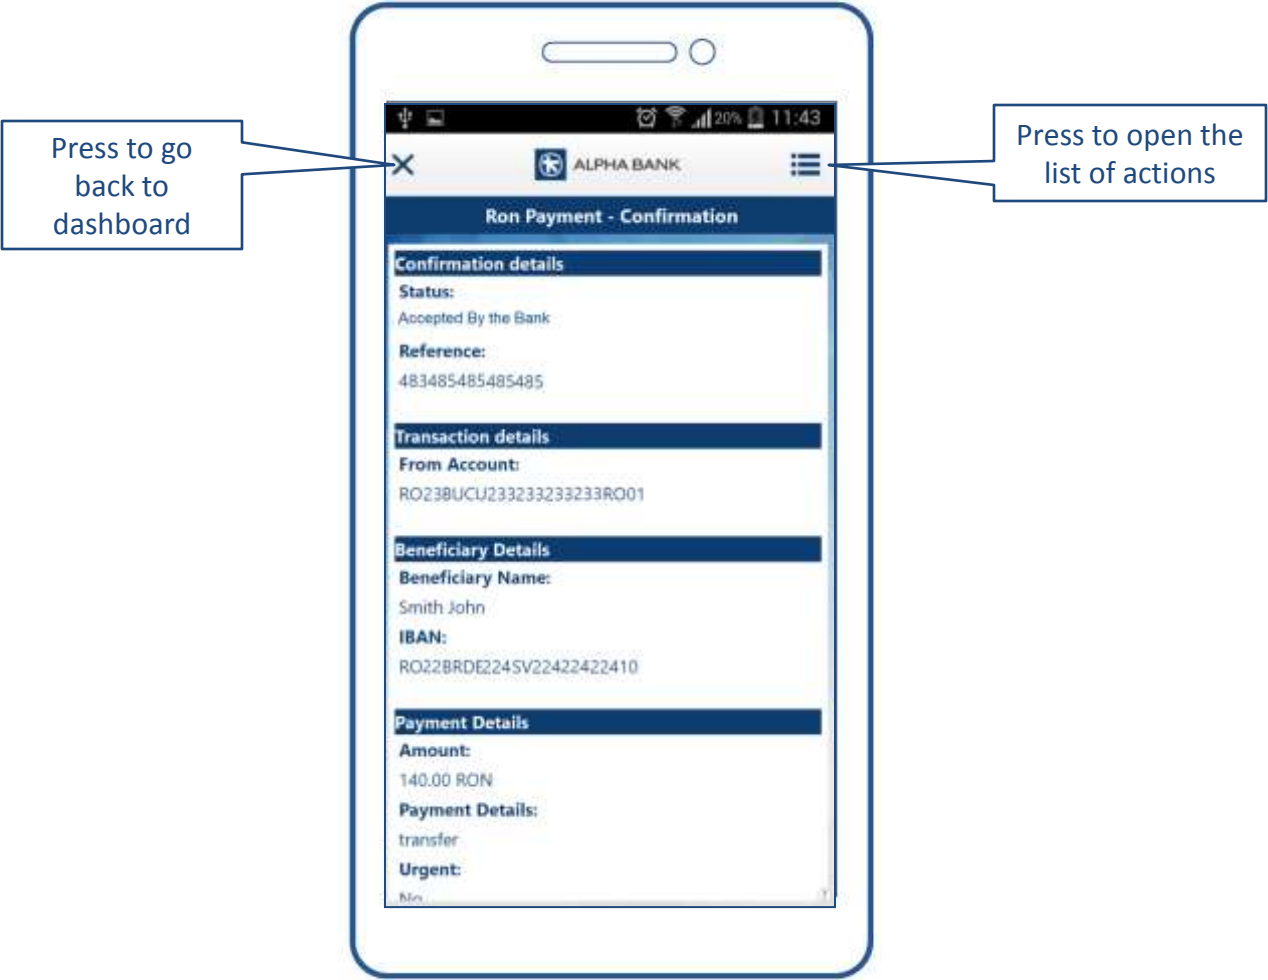 Press to go
back to
dashboard
Press to open the
list of actions
20% 11:43
ALPHA BANK
Ron Payment - Confirmation
Confirmation details
Status:
Accepted By the Bank
Reference:
483485485485485
Transaction details
From Account:
RO23BUCU233233233233RO01
Beneficiary Details
Beneficiary Name:
Smith John
IBAN:
RO22BRDE224SV22422422410
Payment Details
Amount:
140.00 RON
Payment Details:
transfer
Urgent:
No